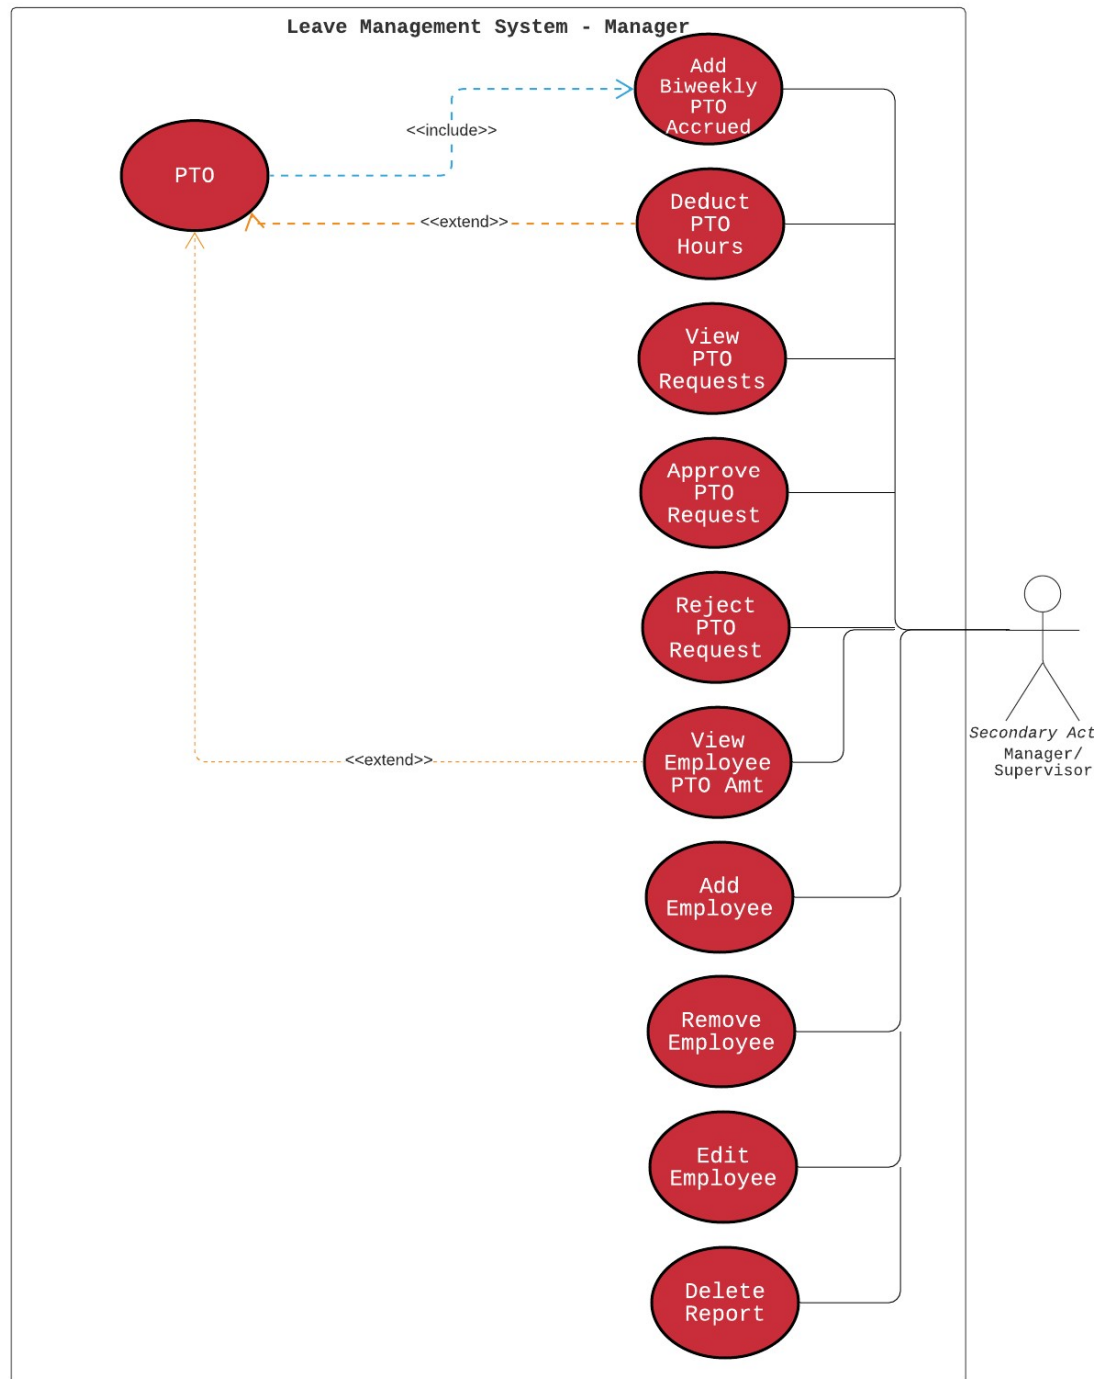 Leave Management System - Manager
Add
Biweekly
PTO
Accrued
<<include>>
PTO
<<extend>>
Deduct
PTO
Hours
View
PTO
Requests
Approve
PTO
Request
Reject
PTO
Request
Secondary Act
Manager/
Supervisor
<<extend>>
View
Employee
PTO Amt
Add
Employee
Remove
Employee
Edit
Employee
Delete
Report